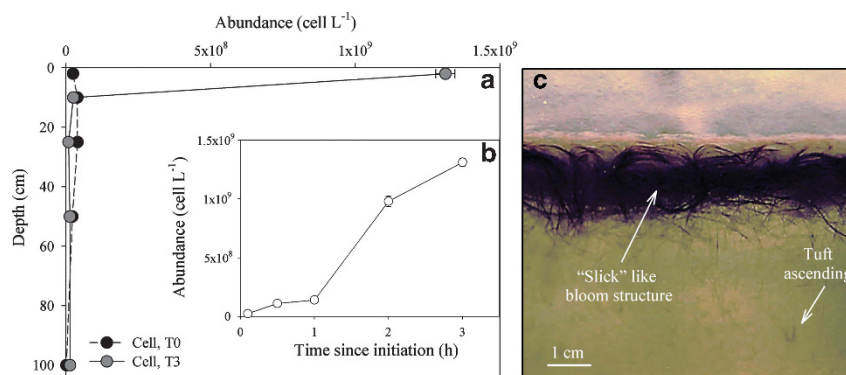 Abundance (cell L⁻¹)
0 5x10⁸ 1x10⁹ 1.5x10⁹
a
0
20
40
60
80
100
Depth (cm)
Cell, T0
Cell, T3
b
1.5x10⁹
1x10⁹
5x10⁸
0
Abundance (cell L⁻¹)
0 1 2 3
Time since initiation (h)
c
"Slick" like
bloom structure
Tuft
ascending
1 cm